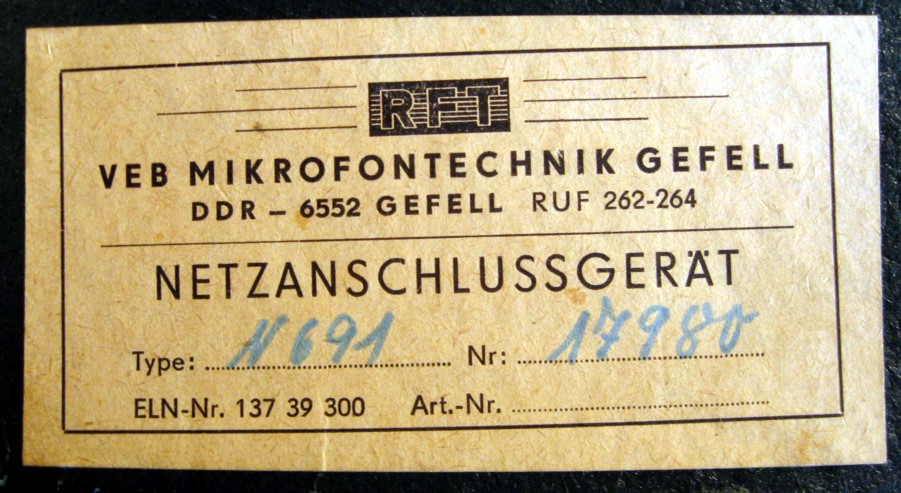 RFT
VEB MIKROFONTECHNIK GEFELL
DDR – 6552 GEFELL RUF 262-264
NETZANSCHLUSSGERÄT
Type: N 691 Nr: 17980
ELN-Nr. 137 39 300 Art.-Nr.